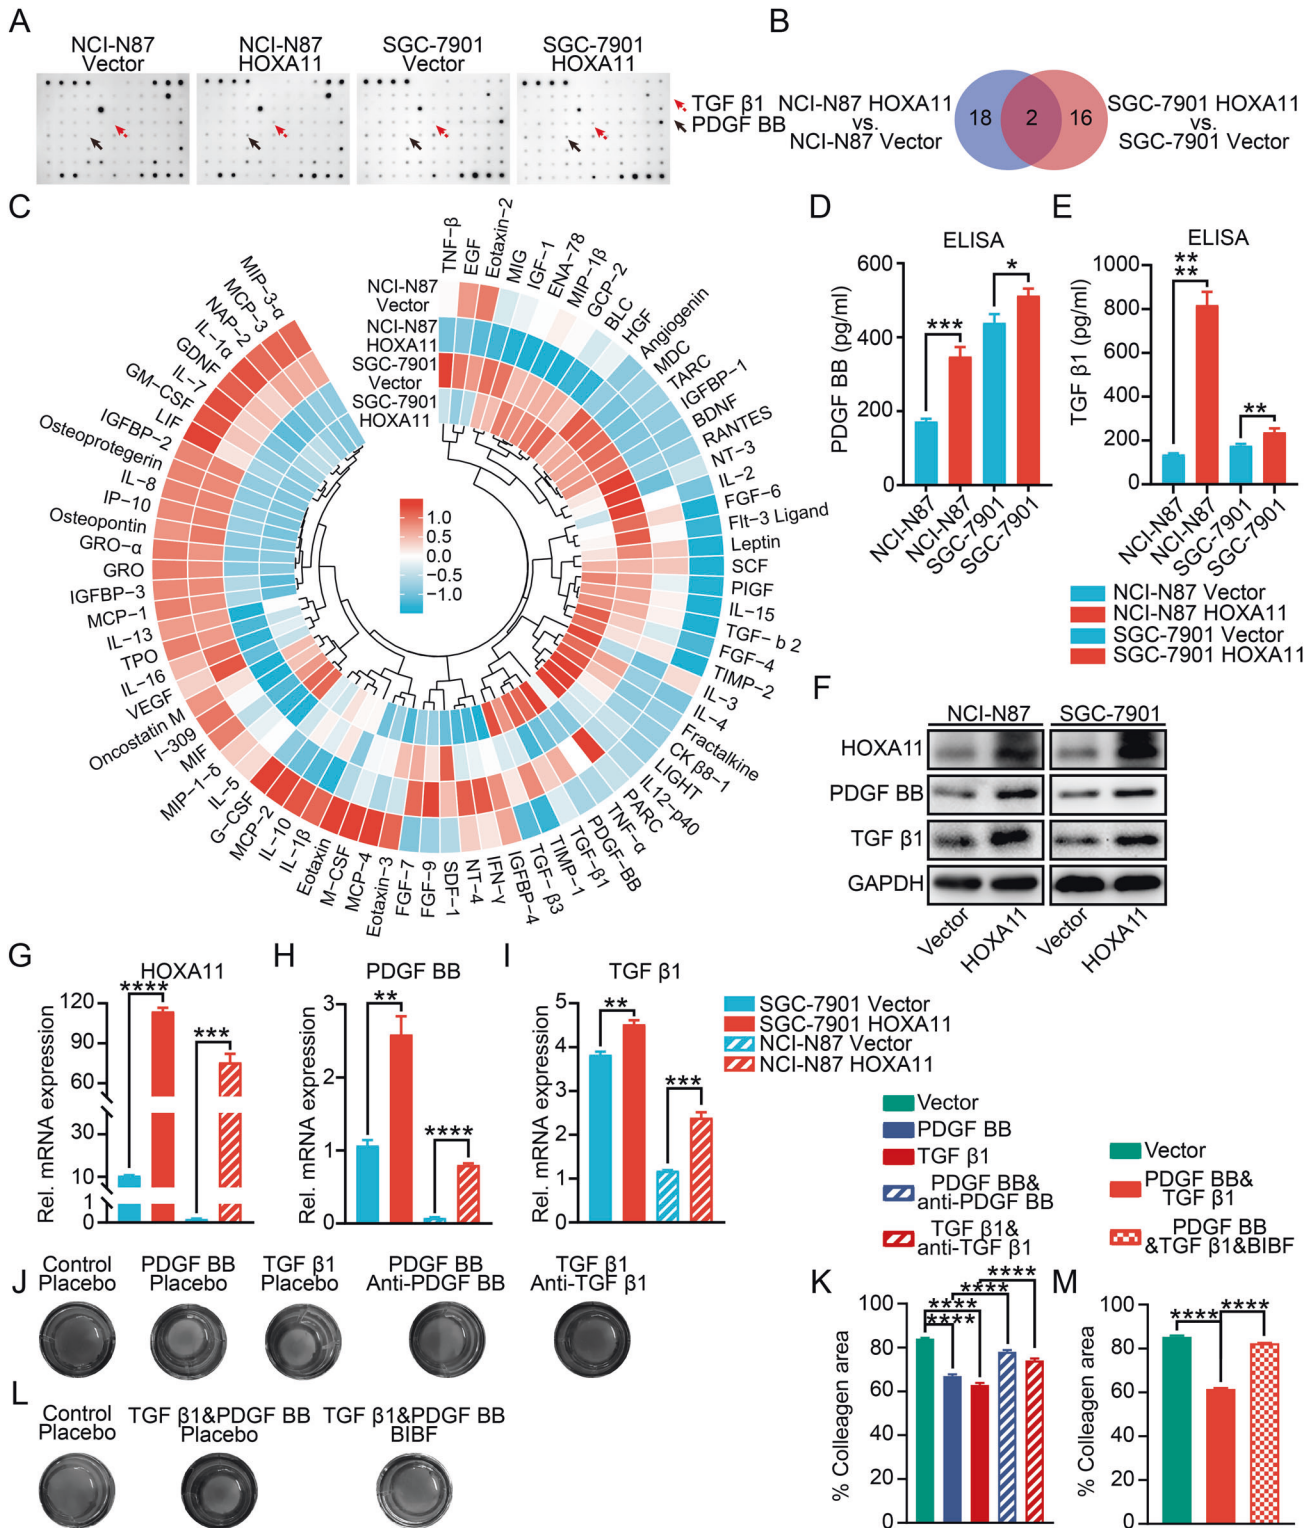 A
NCI-N87
Vector
NCI-N87
HOXA11
SGC-7901
Vector
SGC-7901
HOXA11
TGF β1
PDGF BB
B
NCI-N87 HOXA11
vs.
NCI-N87 Vector
18
2
16
SGC-7901 HOXA11
vs.
SGC-7901 Vector
C
NCI-N87
Vector
NCI-N87
HOXA11
SGC-7901
Vector
SGC-7901
HOXA11
TNF-β
EGF
Eotaxin-2
MIG
IGF-1
ENA-78
MIP-1β
GCP-2
BLC
HGF
Angiogenin
MDC
TARC
IGFBP-1
BDNF
RANTES
NT-3
IL-2
FGF-6
Flt-3 Ligand
Leptin
SCF
PIGF
IL-15
TGF- b 2
FGF-4
TIMP-2
IL-3
IL-4
Fractalkine
CK β8-1
LIGHT
IL12-p40
PARC
TNF-α
PDGF-BB
TGF-β1
TIMP-1
TGF- β3
IGFBP-4
IFN-γ
NT-4
SDF-1
FGF-9
FGF-7
Eotaxin-3
MCP-4
M-CSF
Eotaxin
IL-1β
IL-10
MCP-2
G-CSF
IL-5
MIP-1-δ
MIF
I-309
Oncostatin M
VEGF
IL-16
TPO
IL-13
MCP-1
IGFBP-3
GRO
GRO-α
Osteopontin
IP-10
IL-8
Osteoprotegerin
IGFBP-2
LIF
GM-CSF
IL-7
GDNF
IL-1α
NAP-2
MCP-3
MIP-3-α
1.0
0.5
0.0
-0.5
-1.0
D
ELISA
PDGF BB (pg/ml)
600
400
200
0
***
*
NCI-N87
NCI-N87
SGC-7901
SGC-7901
E
ELISA
TGF β1 (pg/ml)
1000
800
600
400
200
0
**
**
**
NCI-N87
NCI-N87
SGC-7901
SGC-7901
NCI-N87 Vector
NCI-N87 HOXA11
SGC-7901 Vector
SGC-7901 HOXA11
F
NCI-N87
SGC-7901
HOXA11
PDGF BB
TGF β1
GAPDH
Vector
HOXA11
Vector
HOXA11
G
HOXA11
Rel. mRNA expression
120
90
60
30
10
1
0
****
***
H
PDGF BB
Rel. mRNA expression
3
2
1
0
**
****
I
TGF β1
Rel. mRNA expression
5
4
3
2
1
0
**
***
SGC-7901 Vector
SGC-7901 HOXA11
NCI-N87 Vector
NCI-N87 HOXA11
Vector
PDGF BB
TGF β1
PDGF BB&
anti-PDGF BB
TGF β1&
anti-TGF β1
Vector
PDGF BB&
TGF β1
PDGF BB
&TGF β1&BIBF
J
Control
Placebo
PDGF BB
Placebo
TGF β1
Placebo
PDGF BB
Anti-PDGF BB
TGF β1
Anti-TGF β1
K
% Colleagen area
100
80
60
40
20
0
****
****
****
****
L
Control
Placebo
TGF β1&PDGF BB
Placebo
TGF β1&PDGF BB
BIBF
M
% Colleagen area
100
80
60
40
20
0
****
****